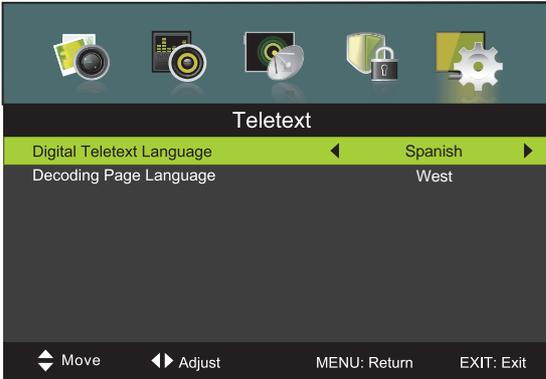 Teletext
Digital Teletext Language Spanish
Decoding Page Language West
Move Adjust MENU: Return EXIT: Exit